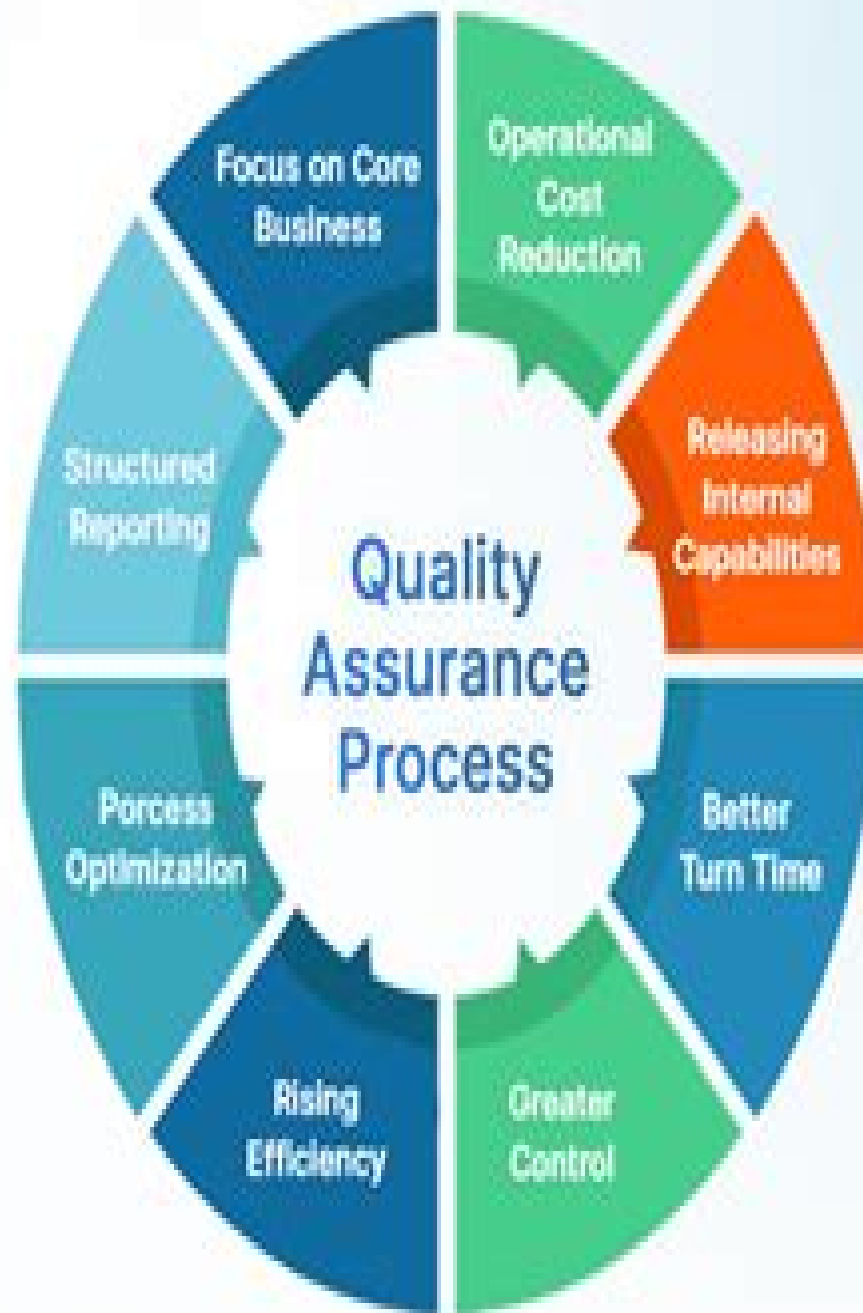 Focus on Core
Business
Operational
Cost
Reduction
Releasing
Internal
Capabilities
Better
Turn Time
Greater
Control
Rising
Efficiency
Porcess
Optimization
Structured
Reporting
Quality
Assurance
Process